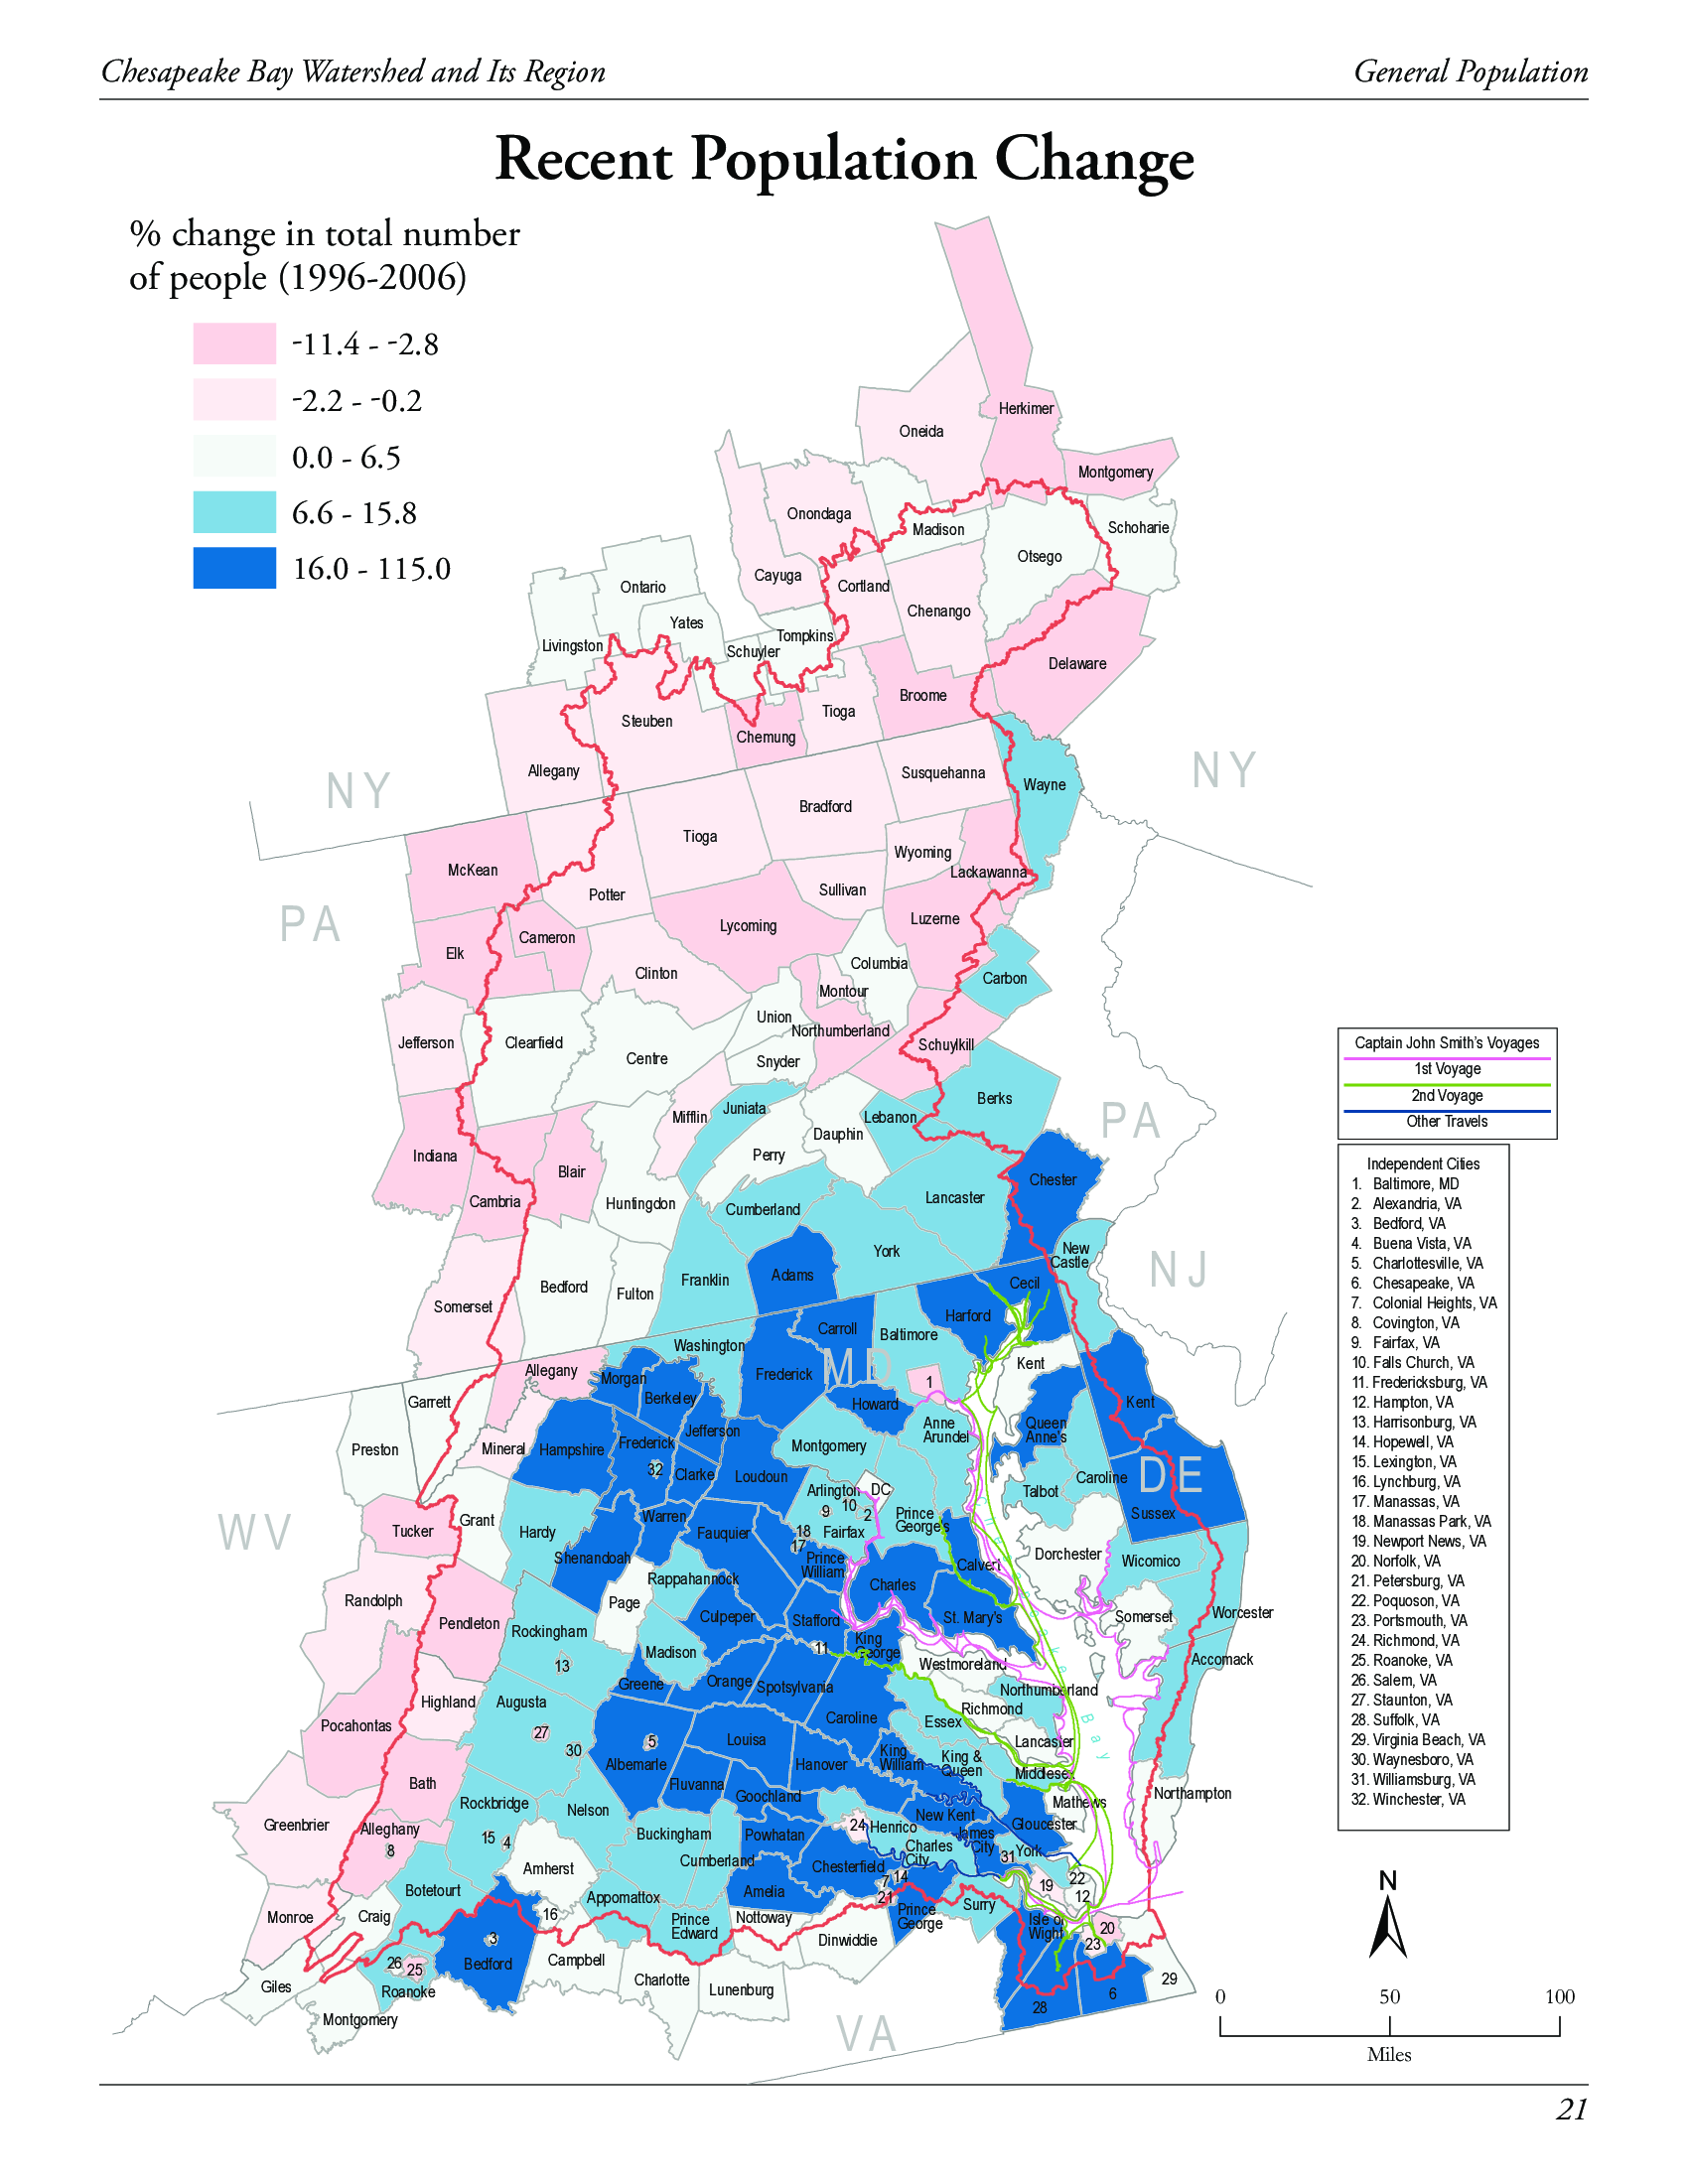 Chesapeake Bay Watershed and Its Region
General Population
Recent Population Change
% change in total number
of people (1996-2006)
-11.4 - -2.8
-2.2 - -0.2
0.0 - 6.5
6.6 - 15.8
16.0 - 115.0
Herkimer
Oneida
Montgomery
Onondaga
Madison
Schoharie
Otsego
Cayuga
Cortland
Ontario
Chenango
Yates
Tompkins
Livingston
Schuyler
Delaware
Broome
Tioga
Steuben
Chemung
Allegany
Susquehanna
NY
NY
Wayne
Bradford
Tioga
Wyoming
McKean
Lackawanna
Sullivan
Potter
PA
Luzerne
Lycoming
Cameron
Elk
Columbia
Clinton
Carbon
Montour
Union
Northumberland
Jefferson
Clearfield
Schuylkill
Centre
Snyder
Berks
Juniata
Mifflin
Lebanon
PA
Dauphin
Indiana
Perry
Blair
Chester
Cambria
Huntingdon
Lancaster
Cumberland
York
New
Castle
NJ
Adams
Franklin
Bedford
Fulton
Cecil
Somerset
Harford
Carroll
Baltimore
Washington
MD
Kent
Allegany
Frederick
Morgan
1
Berkeley
Garrett
Howard
Kent
Queen
Anne's
Anne
Arundel
Jefferson
Frederick
Preston
Mineral
Hampshire
Montgomery
32
Clarke
Loudoun
Caroline
DE
Arlington
DC
Talbot
10
9
2
Prince
George's
Sussex
Warren
Grant
WV
Tucker
Hardy
Fauquier
18
Fairfax
17
Shenandoah
Prince
William
Calvert
Dorchester
Wicomico
Rappahannock
Charles
Randolph
Page
Culpeper
Stafford
St. Mary's
Somerset
Worcester
Pendleton
Rockingham
King
George
11
Madison
Accomack
13
Westmoreland
Greene
Orange
Spotsylvania
Northumberland
Highland
Augusta
Richmond
Caroline
Essex
Pocahontas
27
5
Louisa
Lancaster
Bay
30
Albemarle
Hanover
King
William
King &
Queen
Middlesex
Bath
Fluvanna
Northampton
Goochland
Mathews
Rockbridge
Nelson
New Kent
Gloucester
Greenbrier
Alleghany
24
Henrico
Buckingham
Powhatan
James
City
15
4
8
Charles
City
York
31
Cumberland
Amherst
Chesterfield
14
22
7
19
Botetourt
Appomattox
Amelia
21
12
Surry
Monroe
Craig
16
Prince
Edward
Nottoway
Prince
George
Isle of
Wight
20
3
Dinwiddie
23
Campbell
26
25
Bedford
Roanoke
Charlotte
29
Giles
Lunenburg
6
28
Montgomery
VA
Captain John Smith's Voyages
1st Voyage
2nd Voyage
Other Travels
Independent Cities
1. Baltimore, MD
2. Alexandria, VA
3. Bedford, VA
4. Buena Vista, VA
5. Charlottesville, VA
6. Chesapeake, VA
7. Colonial Heights, VA
8. Covington, VA
9. Fairfax, VA
10. Falls Church, VA
11. Fredericksburg, VA
12. Hampton, VA
13. Harrisonburg, VA
14. Hopewell, VA
15. Lexington, VA
16. Lynchburg, VA
17. Manassas, VA
18. Manassas Park, VA
19. Newport News, VA
20. Norfolk, VA
21. Petersburg, VA
22. Poquoson, VA
23. Portsmouth, VA
24. Richmond, VA
25. Roanoke, VA
26. Salem, VA
27. Staunton, VA
28. Suffolk, VA
29. Virginia Beach, VA
30. Waynesboro, VA
31. Williamsburg, VA
32. Winchester, VA
N
0 50 100
Miles
21